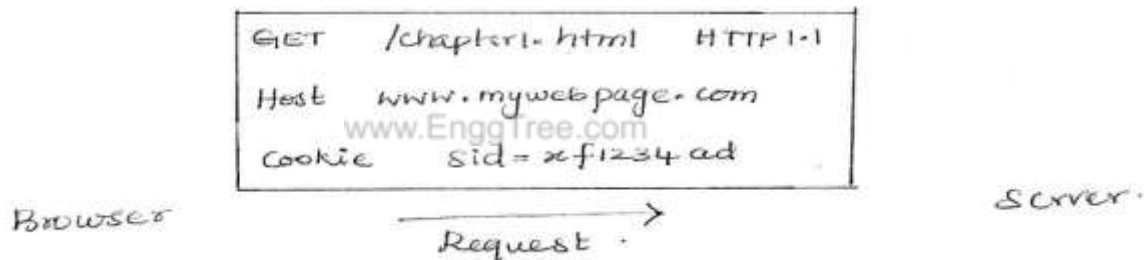 GET /chapter1.html HTTP 1.1
Host www.mywebpage.com
www.EnggTree.com
Cookie sid=xf1234ad
Browser Server.
Request.